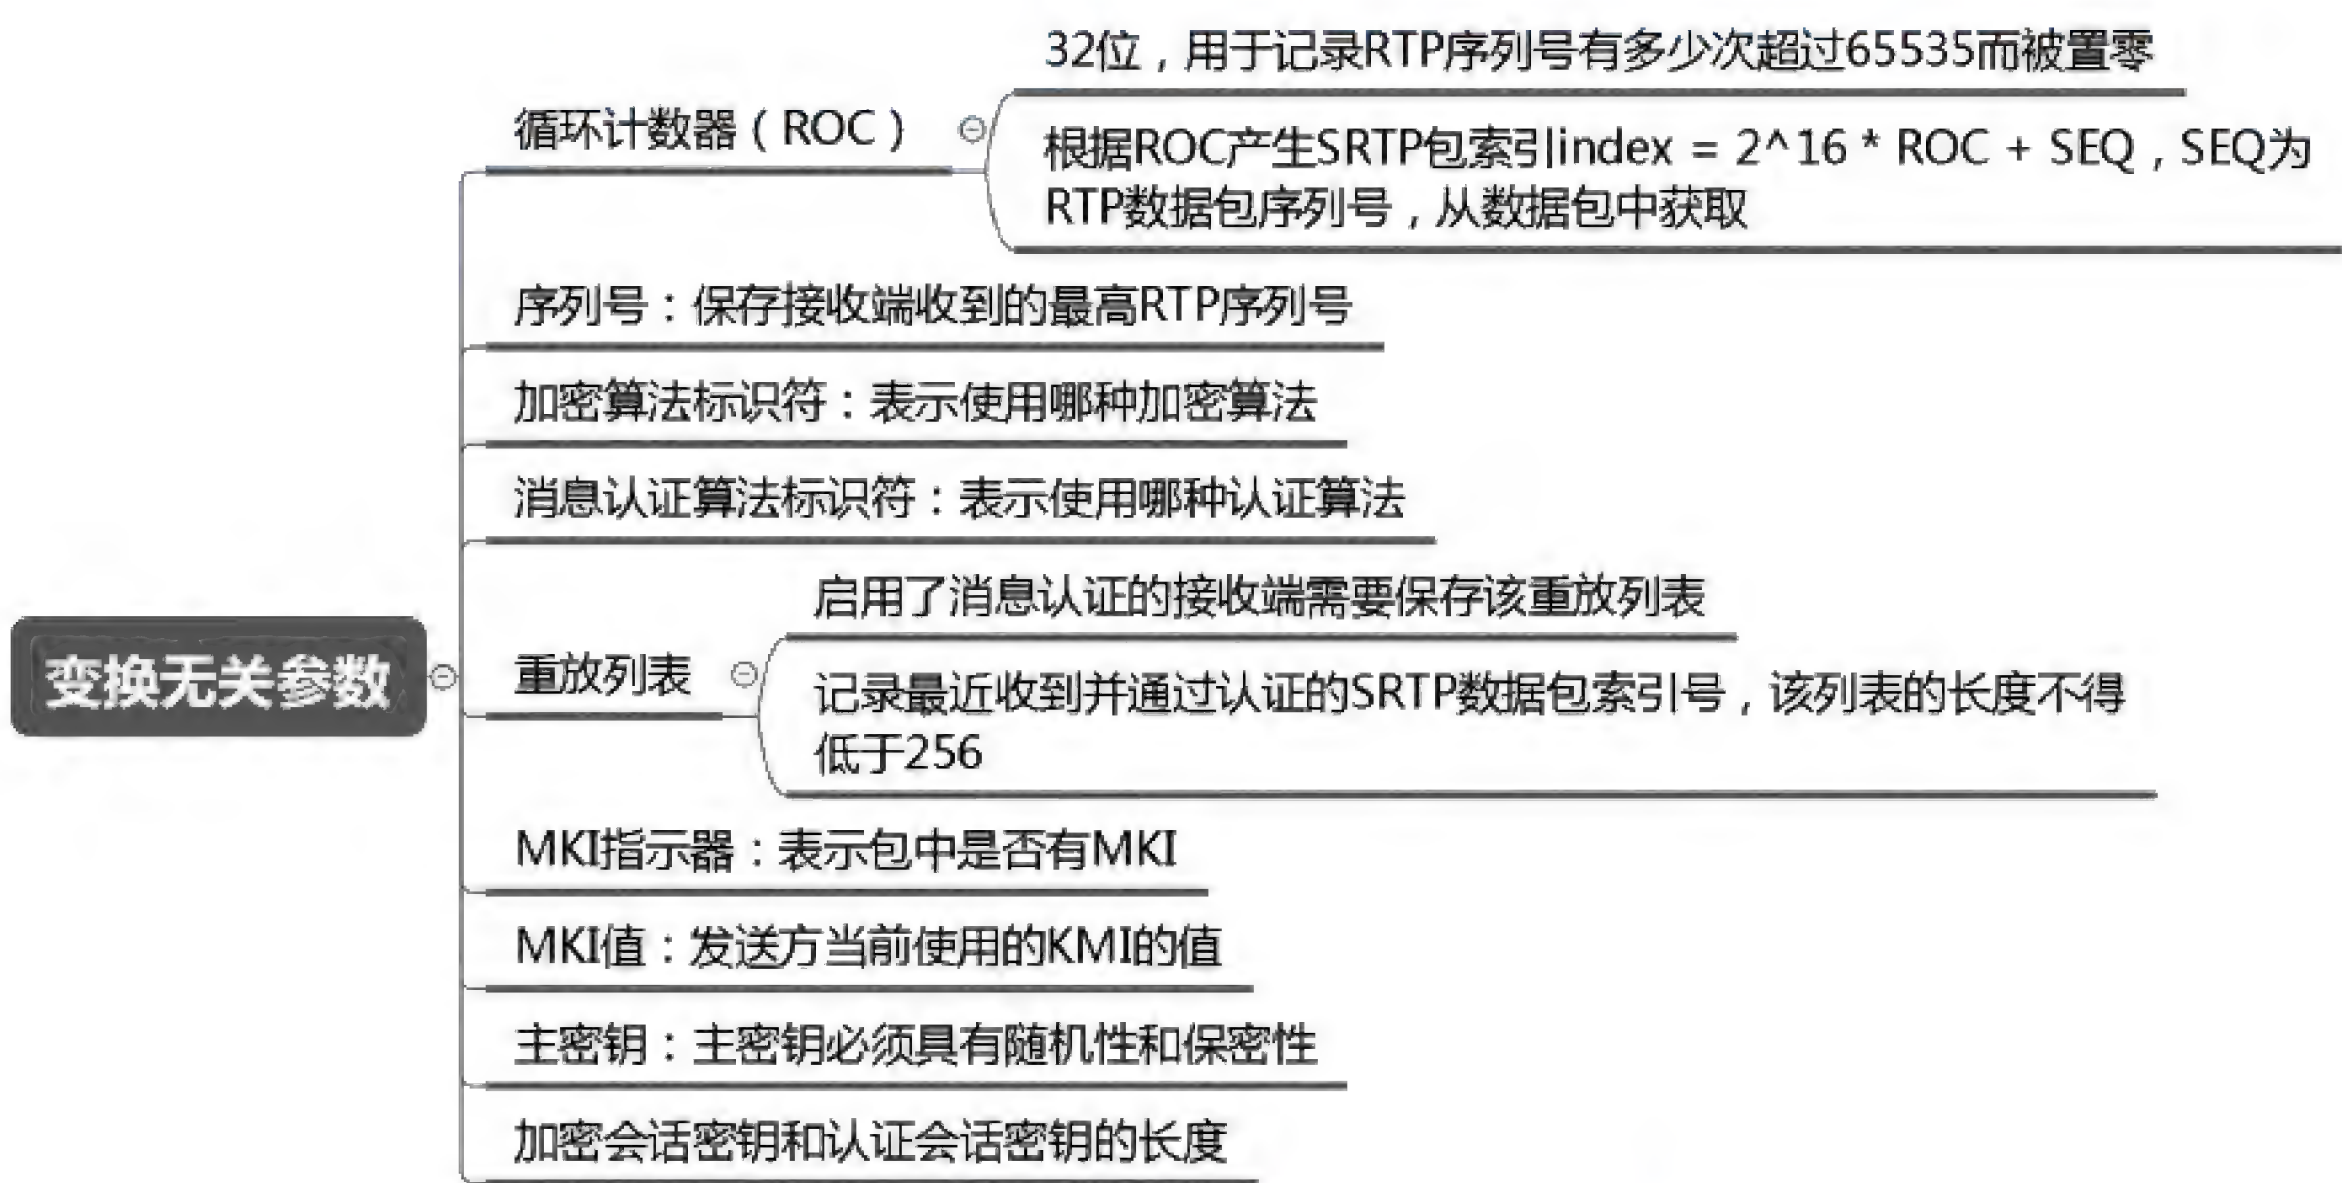 32位，用于记录RTP序列号有多少次超过65535而被置零
循环计数器（ROC）
根据ROC产生SRTP包索引index = 2^16 * ROC + SEQ，SEQ为
RTP数据包序列号，从数据包中获取
序列号：保存接收端收到的最高RTP序列号
加密算法标识符：表示使用哪种加密算法
消息认证算法标识符：表示使用哪种认证算法
启用了消息认证的接收端需要保存该重放列表
变换无关参数
重放列表
记录最近收到并通过认证的SRTP数据包索引号，该列表的长度不得
低于256
MKI指示器：表示包中是否有MKI
MKI值：发送方当前使用的KMI的值
主密钥：主密钥必须具有随机性和保密性
加密会话密钥和认证会话密钥的长度